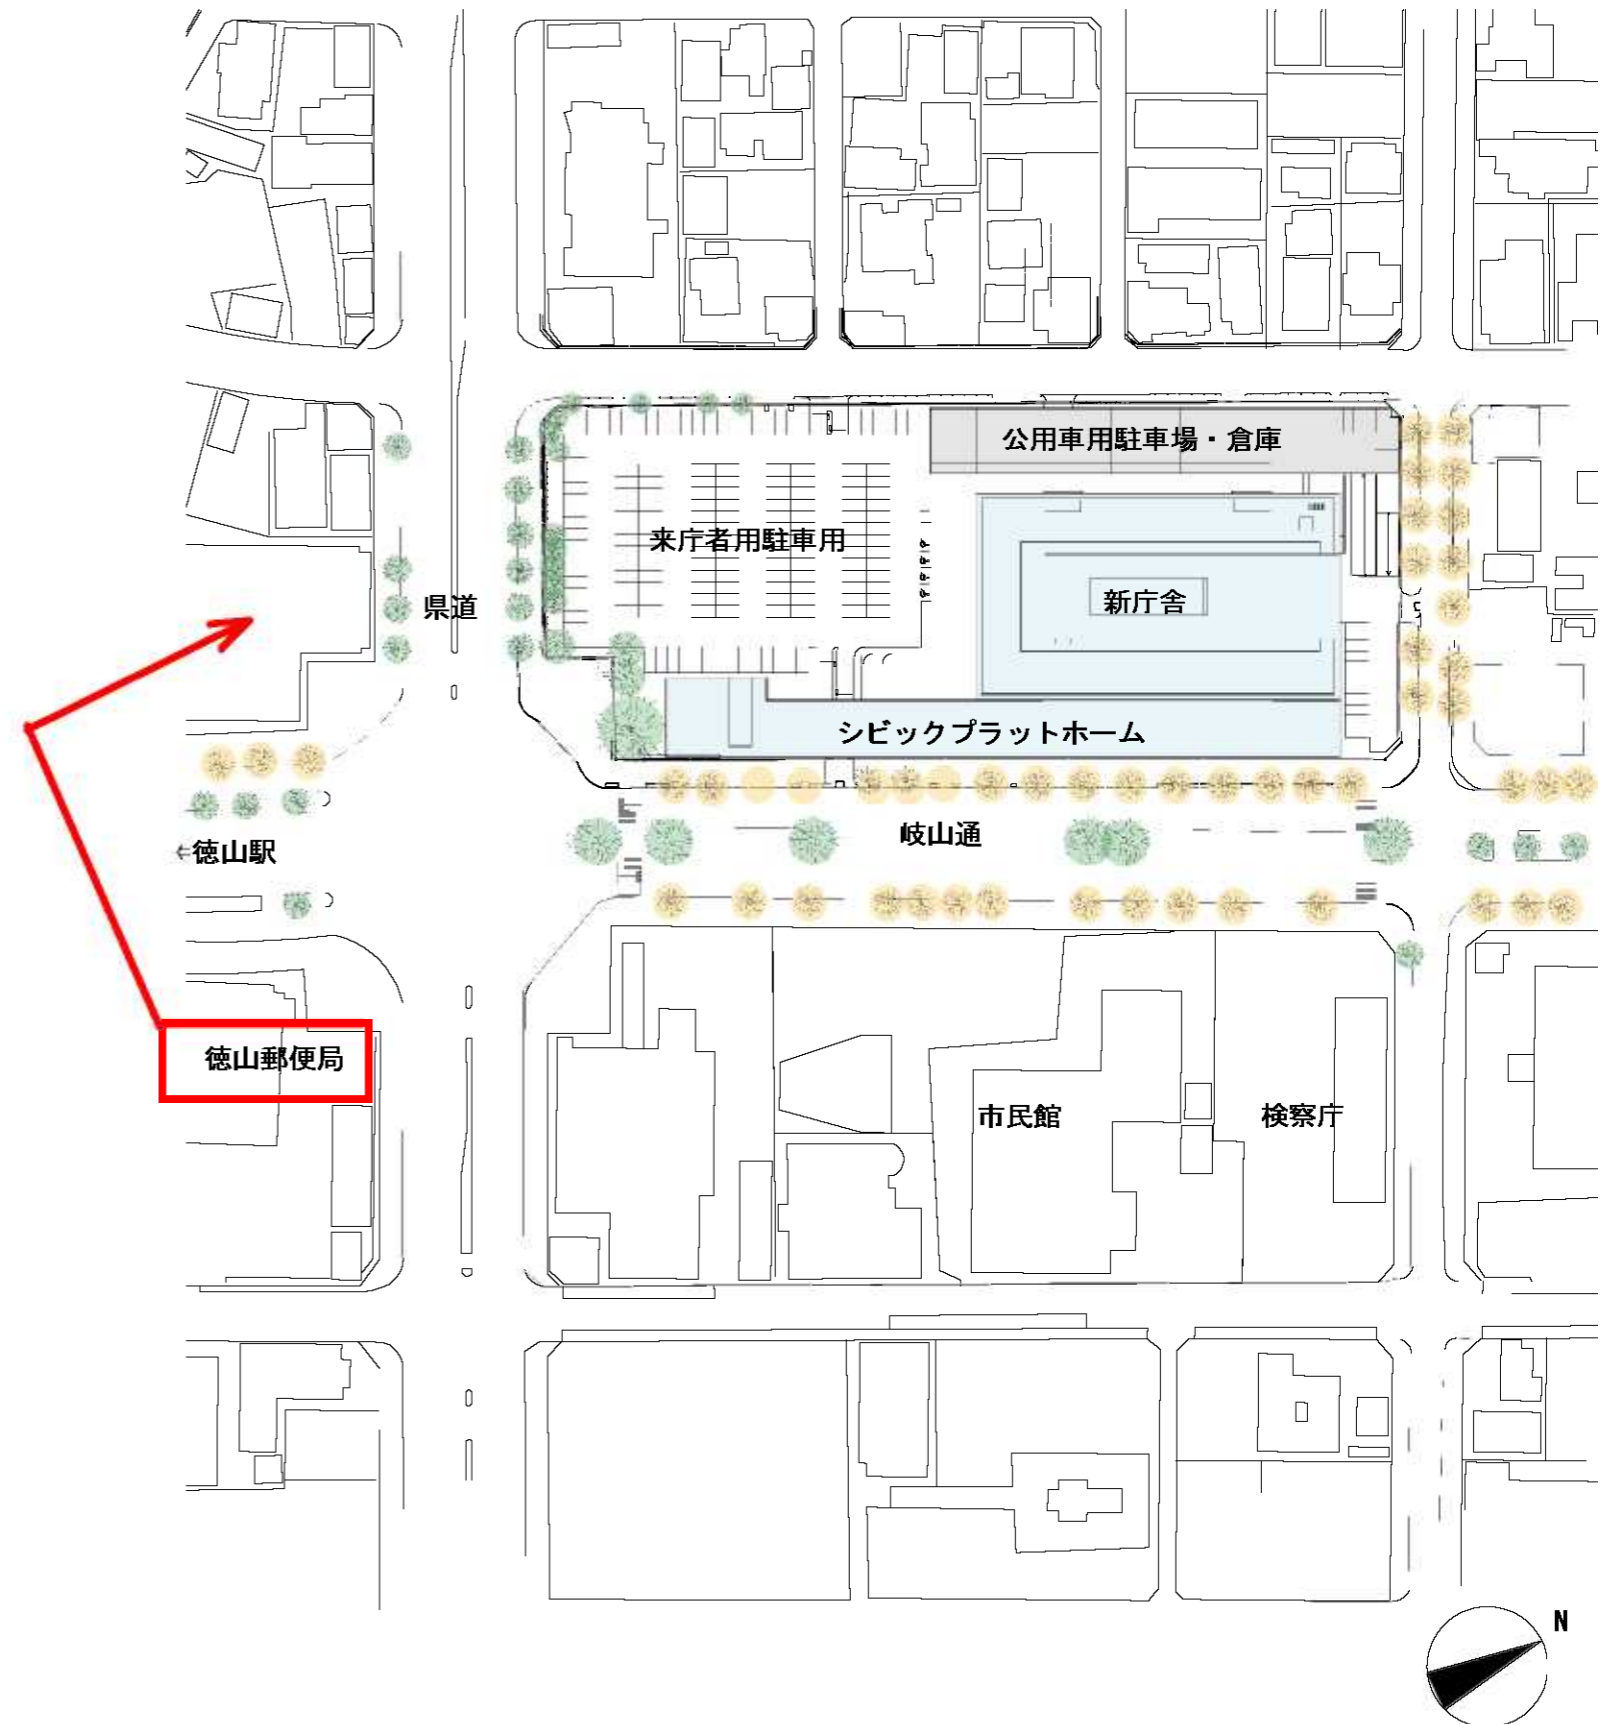 公用車用駐車場・倉庫
来庁者用駐車用
新庁舎
県道
シビックプラットホーム
岐山通
⇐徳山駅
徳山郵便局
市民館
検察庁
N